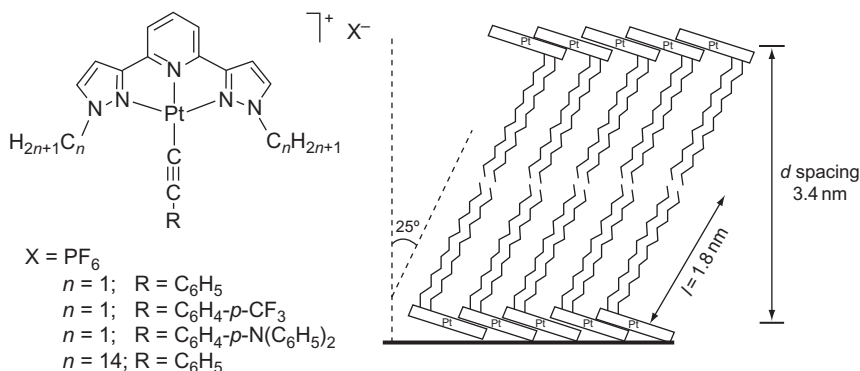 +
X–
N
N
N
N
N
Pt
H2n+1Cn
CnH2n+1
C
C
R
X = PF6
n = 1; R = C6H5
n = 1; R = C6H4-p-CF3
n = 1; R = C6H4-p-N(C6H5)2
n = 14; R = C6H5
Pt Pt Pt Pt Pt
25º
d spacing
3.4 nm
l = 1.8 nm
Pt Pt Pt Pt Pt